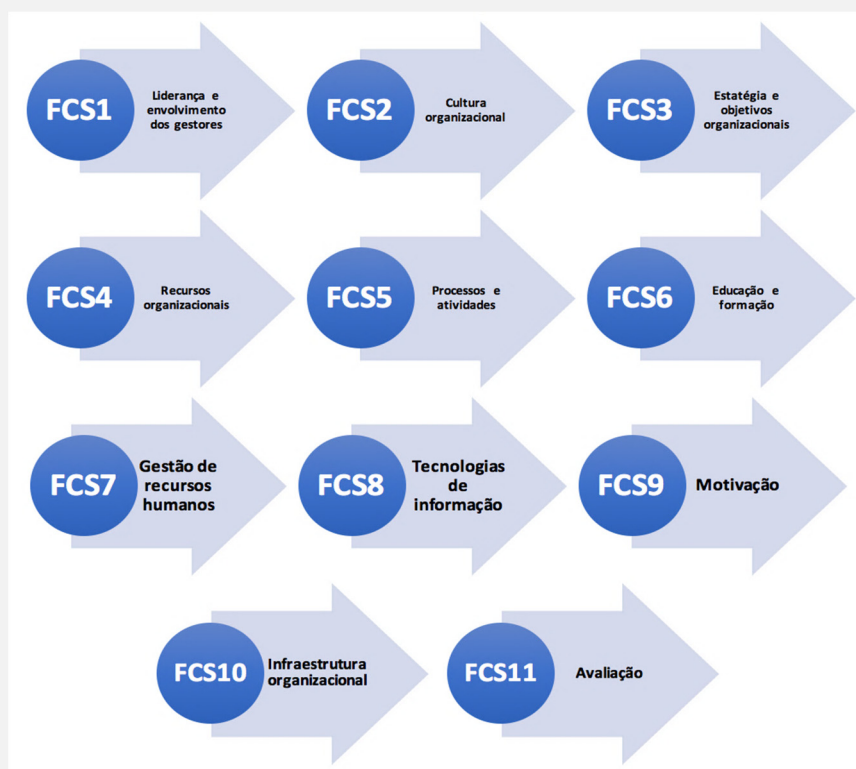 FCS1
Liderança e
envolvimento
dos gestores
FCS2
Cultura
organizacional
FCS3
Estatégia e
objetivos
organizacionais
FCS4
Recursos
organizacionais
FCS5
Processos e
atividades
FCS6
Educação e
formação
FCS7
Gestão de
recursos
humanos
FCS8
Tecnologias
de
informação
FCS9
Motivação
FCS10
Infraestrutura
organizacional
FCS11
Avaliação